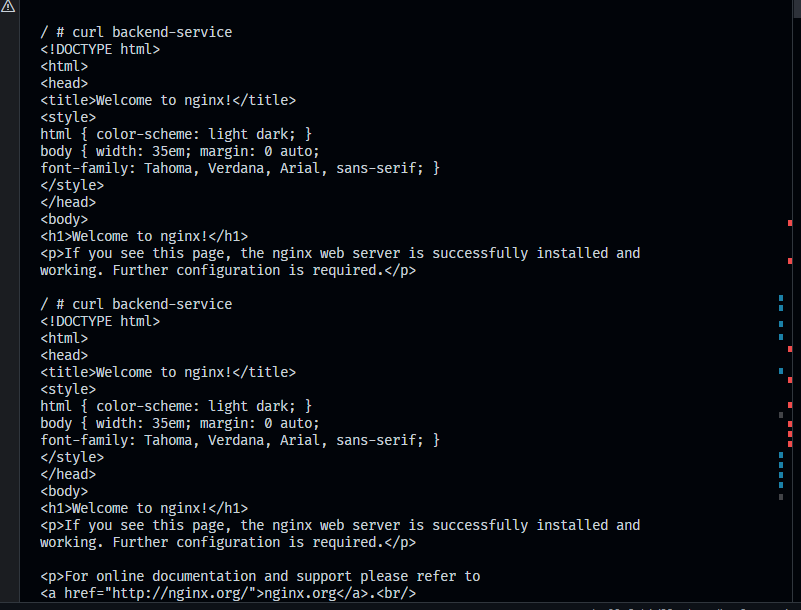 / # curl backend-service
<!DOCTYPE html>
<html>
<head>
<title>Welcome to nginx!</title>
<style>
html { color-scheme: light dark; }
body { width: 35em; margin: 0 auto;
font-family: Tahoma, Verdana, Arial, sans-serif; }
</style>
</head>
<body>
<h1>Welcome to nginx!</h1>
<p>If you see this page, the nginx web server is successfully installed and
working. Further configuration is required.</p>

/ # curl backend-service
<!DOCTYPE html>
<html>
<head>
<title>Welcome to nginx!</title>
<style>
html { color-scheme: light dark; }
body { width: 35em; margin: 0 auto;
font-family: Tahoma, Verdana, Arial, sans-serif; }
</style>
</head>
<body>
<h1>Welcome to nginx!</h1>
<p>If you see this page, the nginx web server is successfully installed and
working. Further configuration is required.</p>

<p>For online documentation and support please refer to
<a href="http://nginx.org/">nginx.org</a>.<br/>